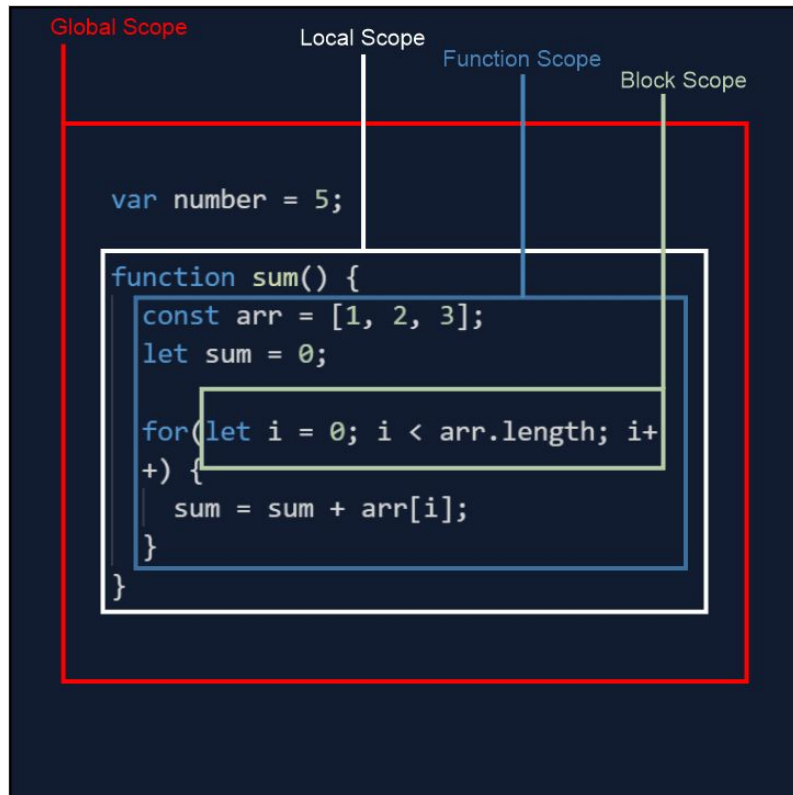 Global Scope
Local Scope
Function Scope
Block Scope
var number = 5;
function sum() {
const arr = [1, 2, 3];
let sum = 0;
for(let i = 0; i < arr.length; i+
+) {
sum = sum + arr[i];
}
}